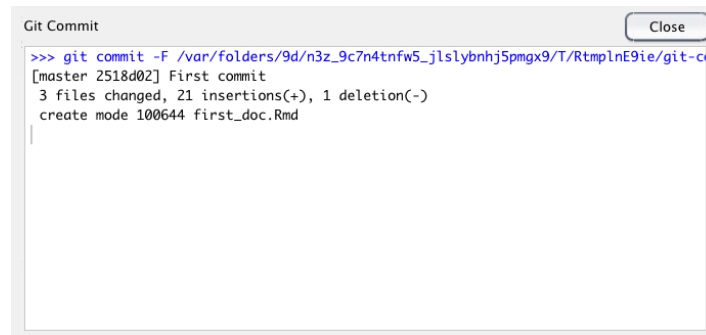 Git Commit
Close
>>> git commit -F /var/folders/9d/n3z_9c7n4tnfw5_jlslybnhj5pmgx9/T/RtmplnE9ie/git-c
[master 2518d02] First commit
3 files changed, 21 insertions(+), 1 deletion(-)
create mode 100644 first_doc.Rmd